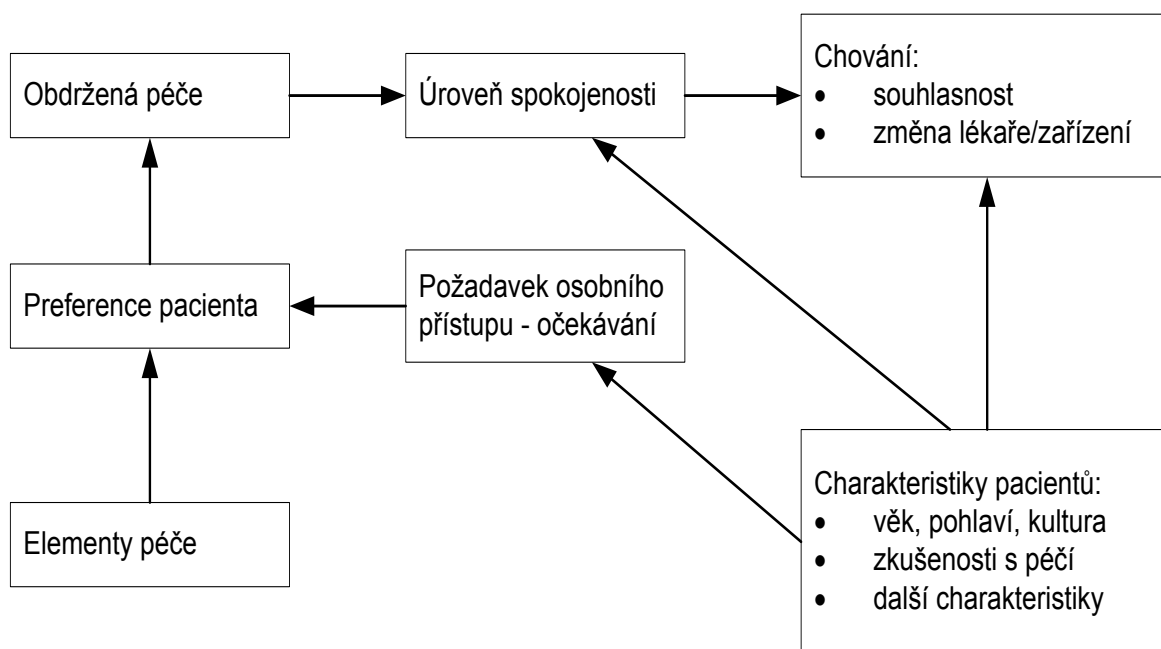 Obdržená péče
Úroveň spokojenosti
Chování:
• souhlasnost
• změna lékaře/zařízení
Preference pacienta
Požadavek osobního
přístupu - očekávání
Elementy péče
Charakteristiky pacientů:
• věk, pohlaví, kultura
• zkušenosti s péčí
• další charakteristiky